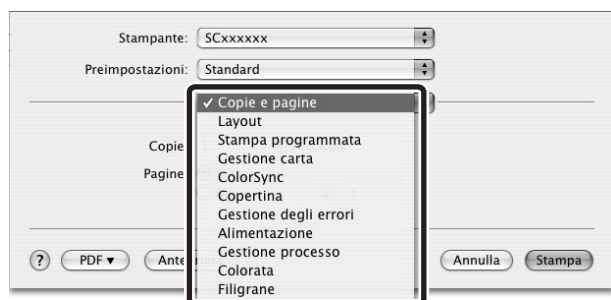 Stampante: SCxxxxxx
Preimpostazioni: Standard
✓ Copie e pagine
Layout
Stampa programmata
Copie
Gestione carta
Pagine
ColorSync
Copertina
Gestione degli errori
Alimentazione
Gestione processo
? PDF▼ Ante Annulla Stampa
Colorata
Filigrane